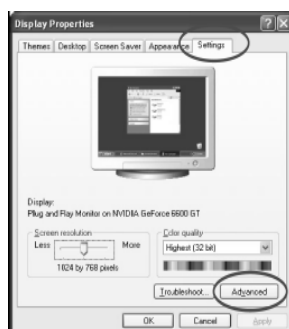 Display Properties
Themes Desktop Screen Saver Appearance Settings
Display:
Plug and Play Monitor on NVIDIA GeForce 6600 GT
Screen resolution
Less More
1024 by 768 pixels
Color quality
Highest (32 bit)
Troubleshoot... Advanced
OK Cancel Apply